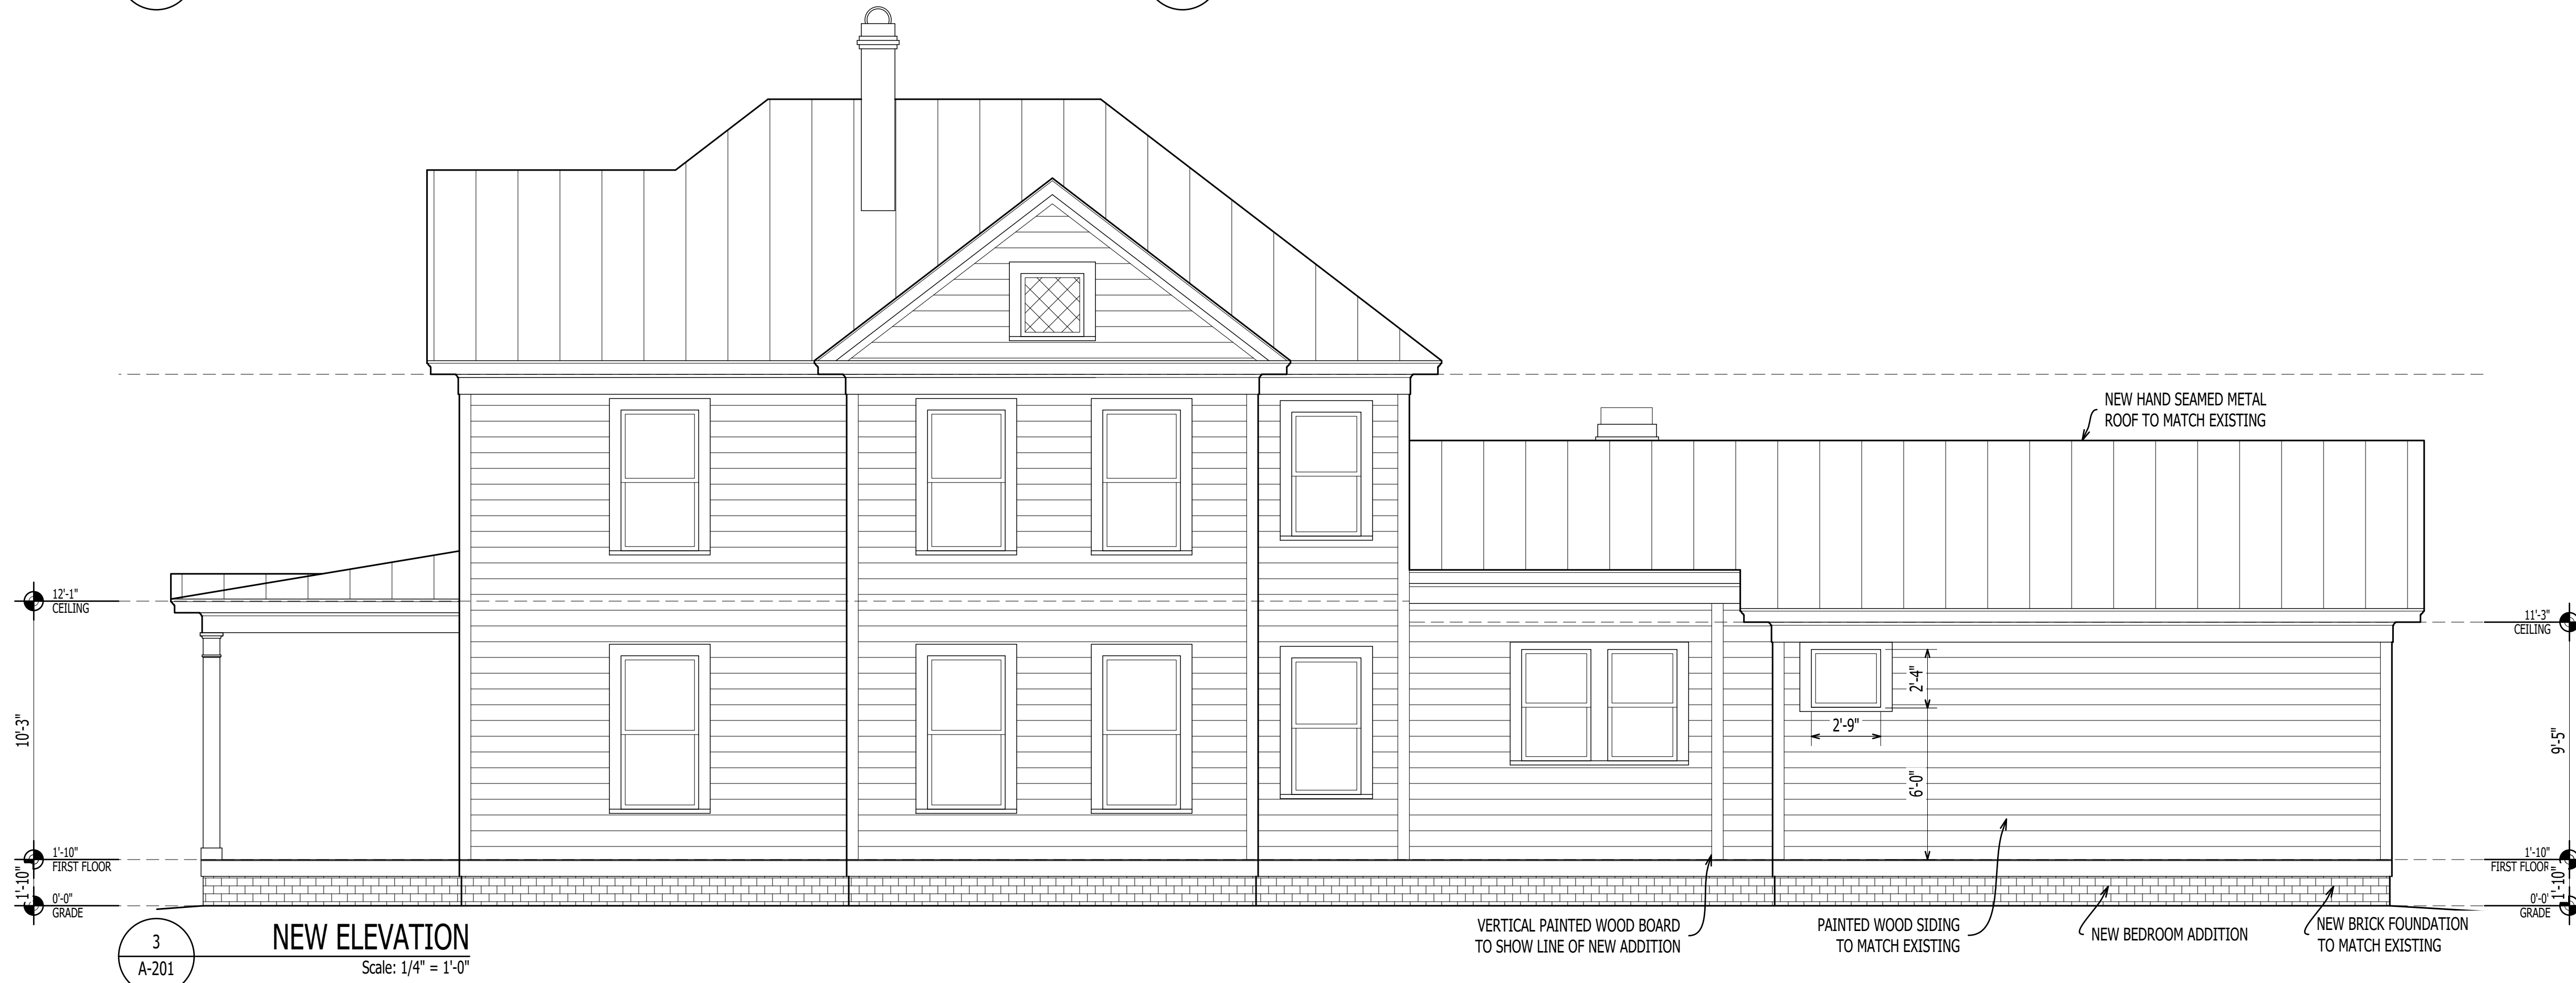 NEW HAND SEAMED METAL
ROOF TO MATCH EXISTING
12'-1"
CEILING
11'-3"
CEILING
10'-3"
9'-5"
2'-4"
2'-9"
6'-0"
1'-10"
FIRST FLOOR
1'-10"
0'-0"
GRADE
1'-10"
FIRST FLOOR
1'-10"
0'-0"
GRADE
3
A-201
NEW ELEVATION
Scale: 1/4" = 1'-0"
VERTICAL PAINTED WOOD BOARD
TO SHOW LINE OF NEW ADDITION
PAINTED WOOD SIDING
TO MATCH EXISTING
NEW BEDROOM ADDITION
NEW BRICK FOUNDATION
TO MATCH EXISTING